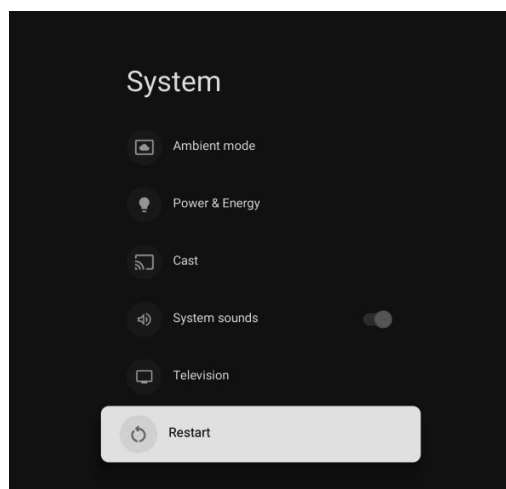 System
Ambient mode
Power & Energy
Cast
System sounds
Television
Restart